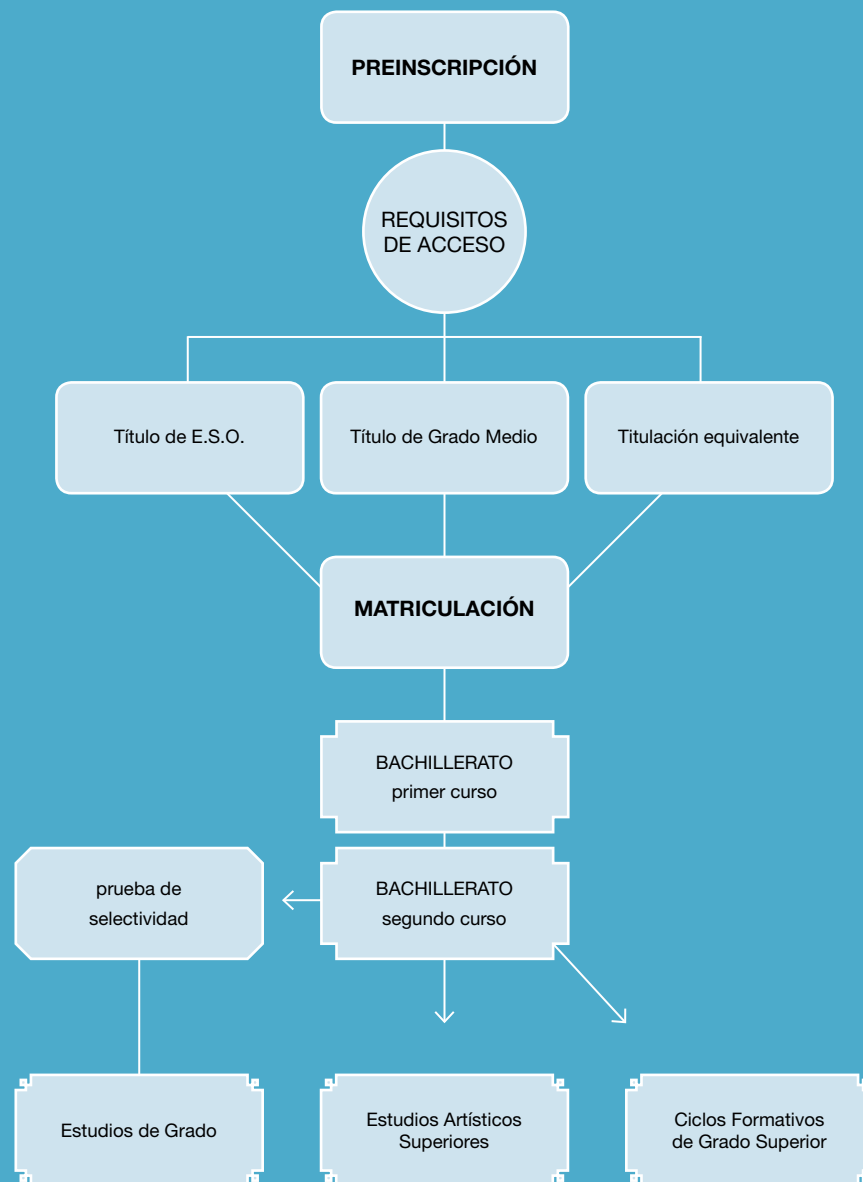 PREINSCRIPCIÓN
REQUISITOS
DE ACCESO
Título de E.S.O.
Título de Grado Medio
Titulación equivalente
MATRICULACIÓN
BACHILLERATO
primer curso
prueba de
selectividad
BACHILLERATO
segundo curso
Estudios de Grado
Estudios Artísticos
Superiores
Ciclos Formativos
de Grado Superior